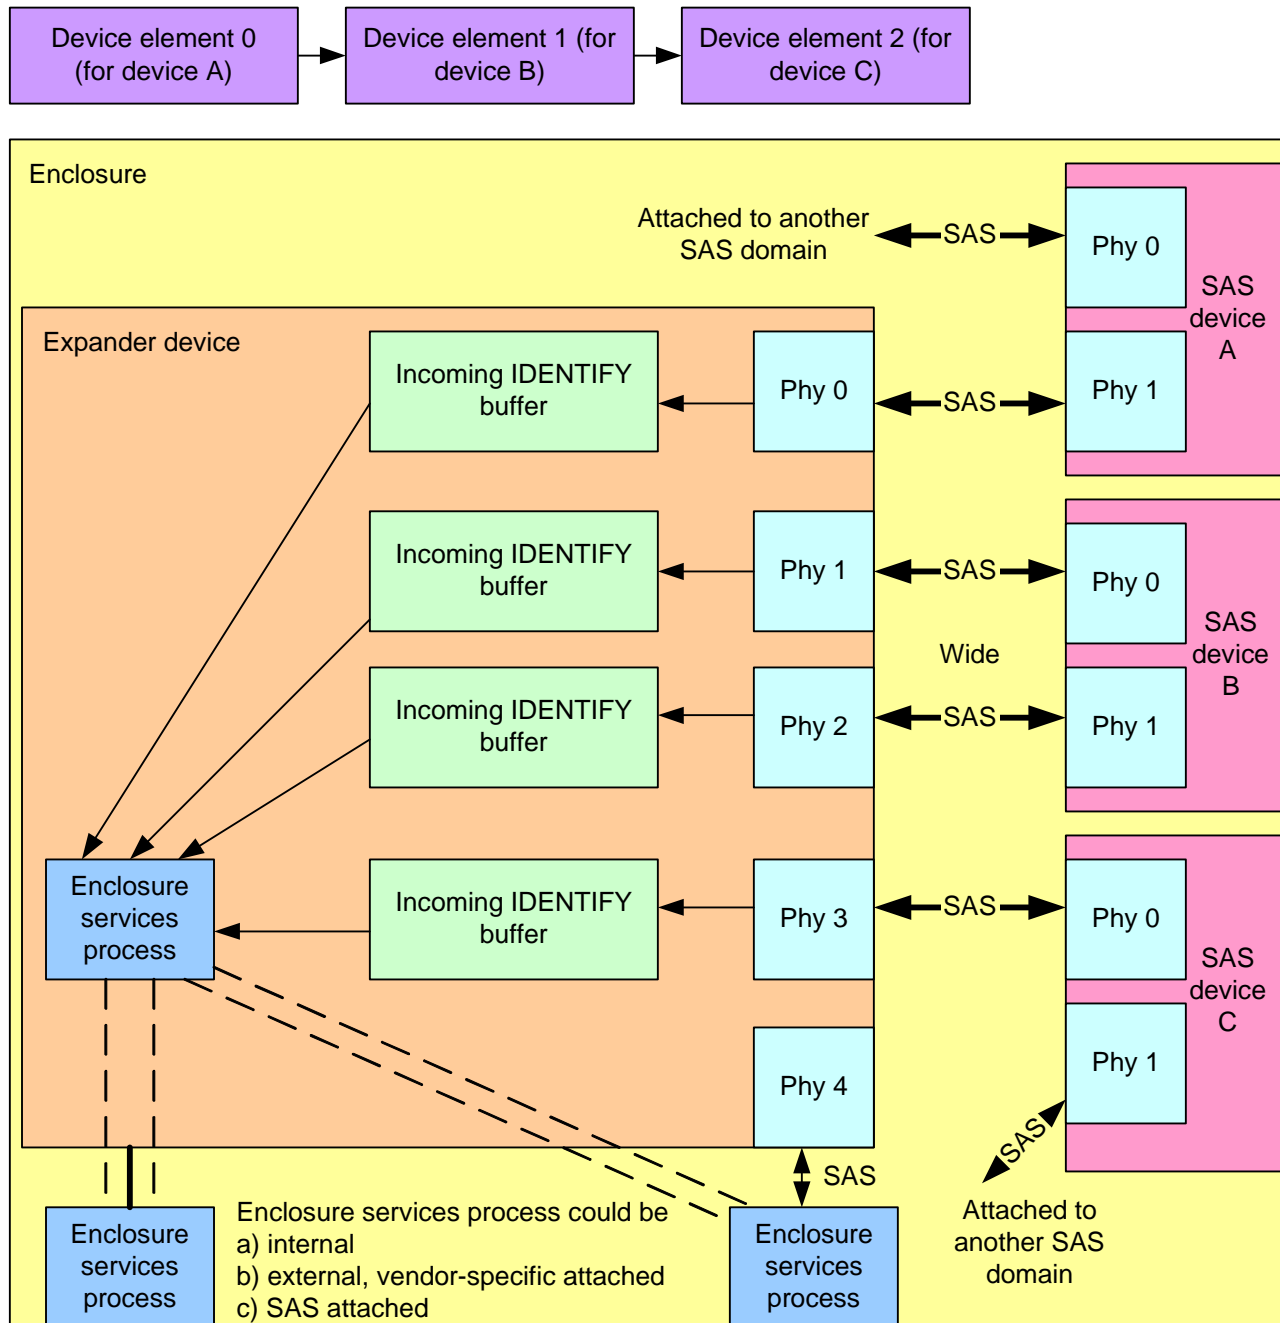 Device element 0
(for device A)
Device element 1 (for
device B)
Device element 2 (for
device C)
Enclosure
Attached to another
SAS domain
SAS
Phy 0
SAS
device
A
Expander device
Incoming IDENTIFY
buffer
Phy 0
SAS
Phy 1
Incoming IDENTIFY
buffer
Phy 1
SAS
Phy 0
SAS
device
B
Wide
Incoming IDENTIFY
buffer
Phy 2
SAS
Phy 1
Enclosure
services
process
Incoming IDENTIFY
buffer
Phy 3
SAS
Phy 0
SAS
device
C
Phy 4
Phy 1
SAS
SAS
Attached to
another SAS
domain
Enclosure
services
process
Enclosure services process could be
a) internal
b) external, vendor-specific attached
c) SAS attached
Enclosure
services
process